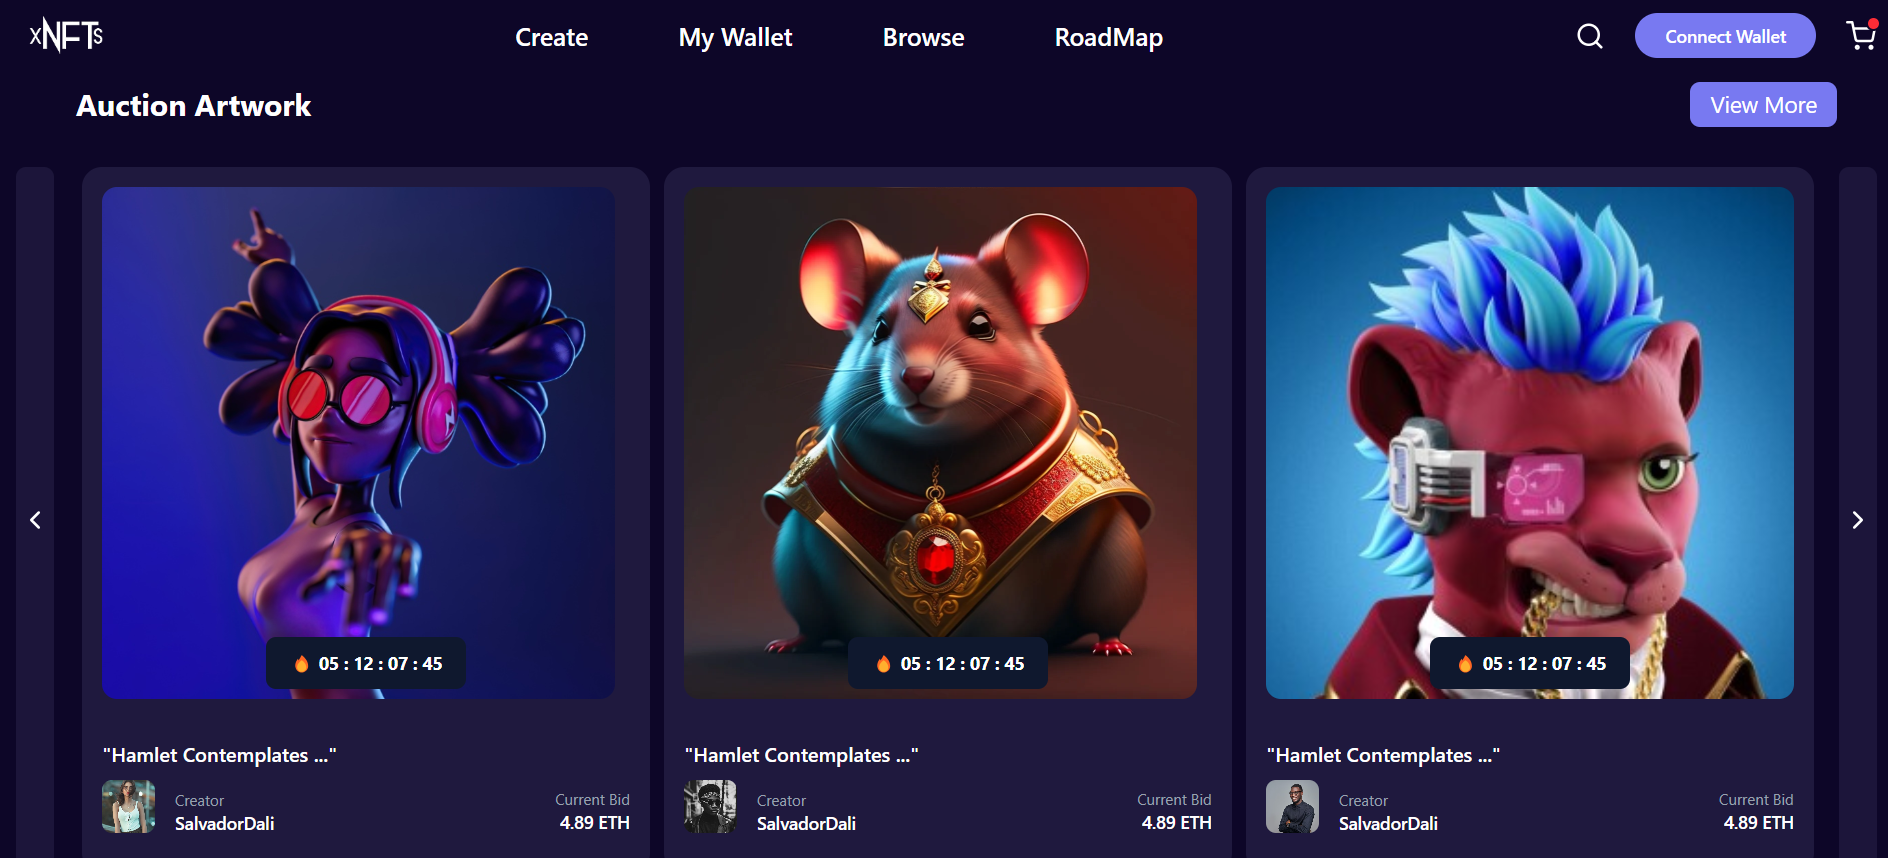 xNFTs
Create
My Wallet
Browse
RoadMap
Connect Wallet
Auction Artwork
View More
05 : 12 : 07 : 45
05 : 12 : 07 : 45
05 : 12 : 07 : 45
"Hamlet Contemplates ..."
Creator
SalvadorDali
Current Bid
4.89 ETH
"Hamlet Contemplates ..."
Creator
SalvadorDali
Current Bid
4.89 ETH
"Hamlet Contemplates ..."
Creator
SalvadorDali
Current Bid
4.89 ETH